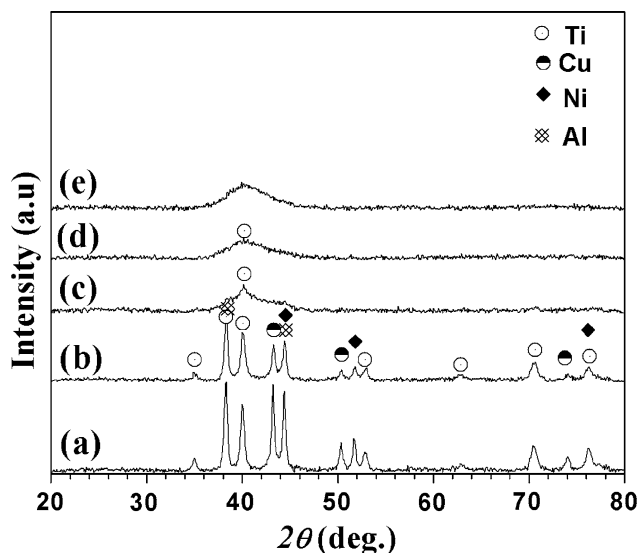 Ti
Cu
Ni
Al
(e)
(d)
(c)
(b)
(a)
Intensity (a.u)
20 30 40 50 60 70 80
2θ (deg.)